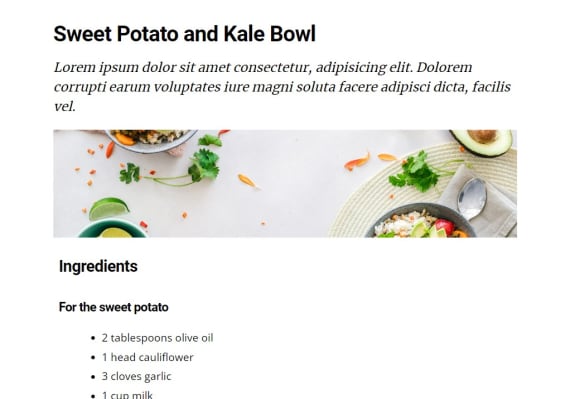 Sweet Potato and Kale Bowl
Lorem ipsum dolor sit amet consectetur, adipisicing elit. Dolorem
corrupti earum voluptates iure magni soluta facere adipisci dicta, facilis
vel.
Ingredients
For the sweet potato
• 2 tablespoons olive oil
• 1 head cauliflower
• 3 cloves garlic
• 1 cup milk